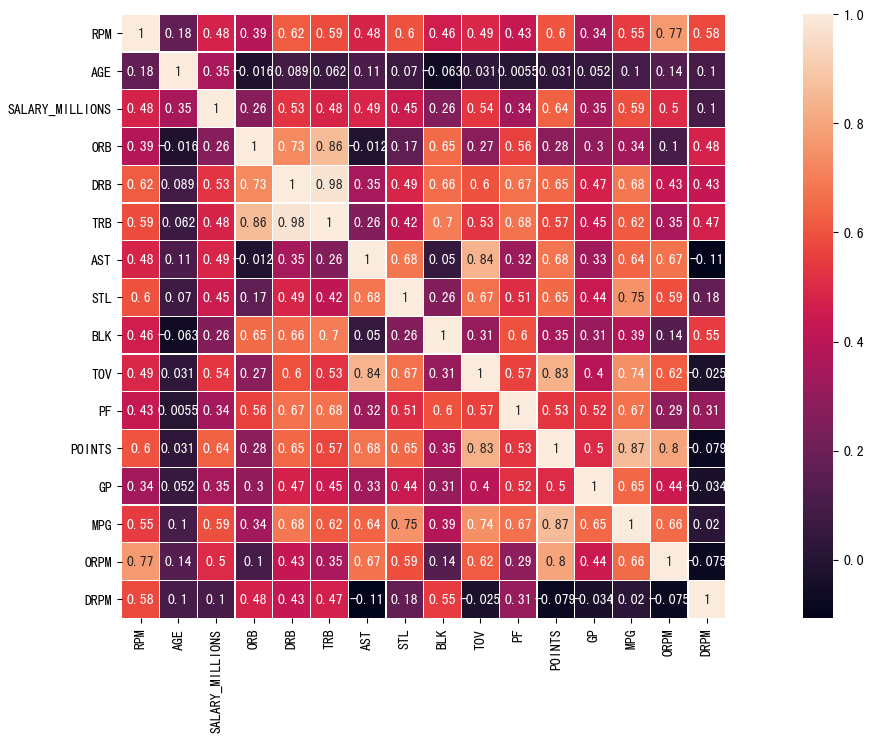 1.0
RPM 1 0.18 0.48 0.39 0.62 0.59 0.48 0.6 0.46 0.49 0.43 0.6 0.34 0.55 0.77 0.58
AGE 0.18 1 0.35 -0.016 0.089 0.062 0.11 0.07 -0.063 0.031 0.0055 0.031 0.052 0.1 0.14 0.1
SALARY_MILLIONS 0.48 0.35 1 0.26 0.53 0.48 0.49 0.45 0.26 0.54 0.34 0.64 0.35 0.59 0.5 0.1
0.8
ORB 0.39 -0.016 0.26 1 0.73 0.86 -0.012 0.17 0.65 0.27 0.56 0.28 0.3 0.34 0.1 0.48
DRB 0.62 0.089 0.53 0.73 1 0.98 0.35 0.49 0.66 0.6 0.67 0.65 0.47 0.68 0.43 0.43
TRB 0.59 0.062 0.48 0.86 0.98 1 0.26 0.42 0.7 0.53 0.68 0.57 0.45 0.62 0.35 0.47
0.6
AST 0.48 0.11 0.49 -0.012 0.35 0.26 1 0.68 0.05 0.84 0.32 0.68 0.33 0.64 0.67 -0.11
STL 0.6 0.07 0.45 0.17 0.49 0.42 0.68 1 0.26 0.67 0.51 0.65 0.44 0.75 0.59 0.18
BLK 0.46 -0.063 0.26 0.65 0.66 0.7 0.05 0.26 1 0.31 0.6 0.35 0.31 0.39 0.14 0.55
0.4
TOV 0.49 0.031 0.54 0.27 0.6 0.53 0.84 0.67 0.31 1 0.57 0.83 0.4 0.74 0.62 -0.025
PF 0.43 0.0055 0.34 0.56 0.67 0.68 0.32 0.51 0.6 0.57 1 0.53 0.52 0.67 0.29 0.31
POINTS 0.6 0.031 0.64 0.28 0.65 0.57 0.68 0.65 0.35 0.83 0.53 1 0.5 0.87 0.8 -0.079
0.2
GP 0.34 0.052 0.35 0.3 0.47 0.45 0.33 0.44 0.31 0.4 0.52 0.5 1 0.65 0.44 -0.034
MPG 0.55 0.1 0.59 0.34 0.68 0.62 0.64 0.75 0.39 0.74 0.67 0.87 0.65 1 0.66 0.02
ORPM 0.77 0.14 0.5 0.1 0.43 0.35 0.67 0.59 0.14 0.62 0.29 0.8 0.44 0.66 1 -0.075
0.0
DRPM 0.58 0.1 0.1 0.48 0.43 0.47 -0.11 0.18 0.55 -0.025 0.31 -0.079 -0.034 0.02 -0.075 1
RPM AGE SALARY_MILLIONS ORB DRB TRB AST STL BLK TOV PF POINTS GP MPG ORPM DRPM